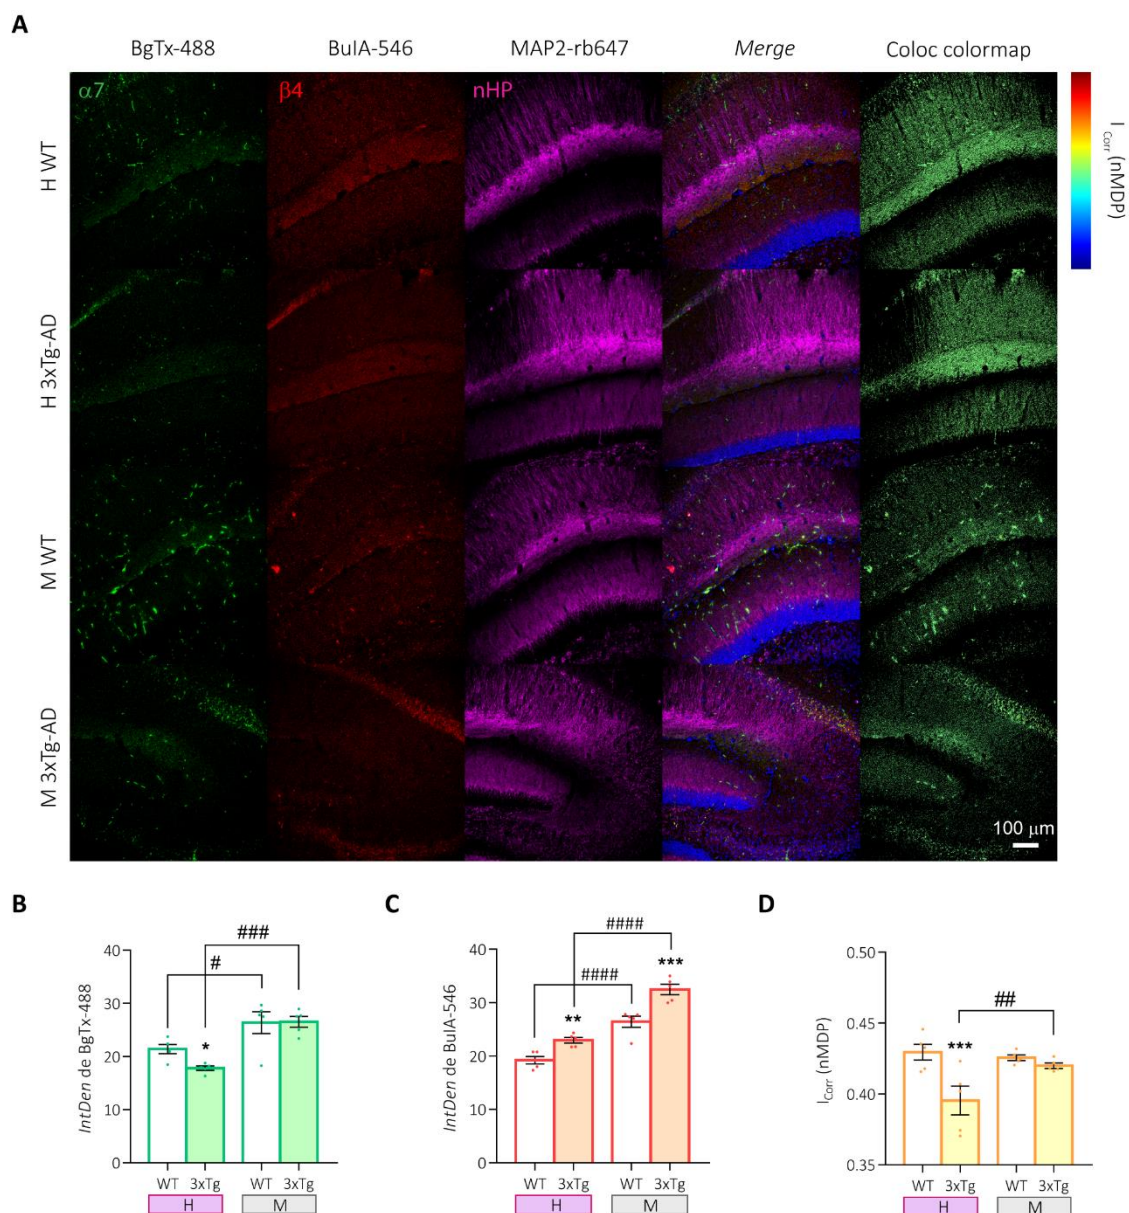 A
BgTx-488 BulA-546 MAP2-rb647 Merge Coloc colormap
α7 β4 nHP
I Corr (nMDP)
H WT
H 3xTg-AD
M WT
M 3xTg-AD
100 μm
B
###
#
*
40
30
20
10
0
IntDen de BgTx-488
WT 3xTg WT 3xTg
H M
C
####
####
***
**
40
30
20
10
0
IntDen de BulA-546
WT 3xTg WT 3xTg
H M
D
##
***
0.50
0.45
0.40
0.35
ICorr (nMDP)
WT 3xTg WT 3xTg
H M